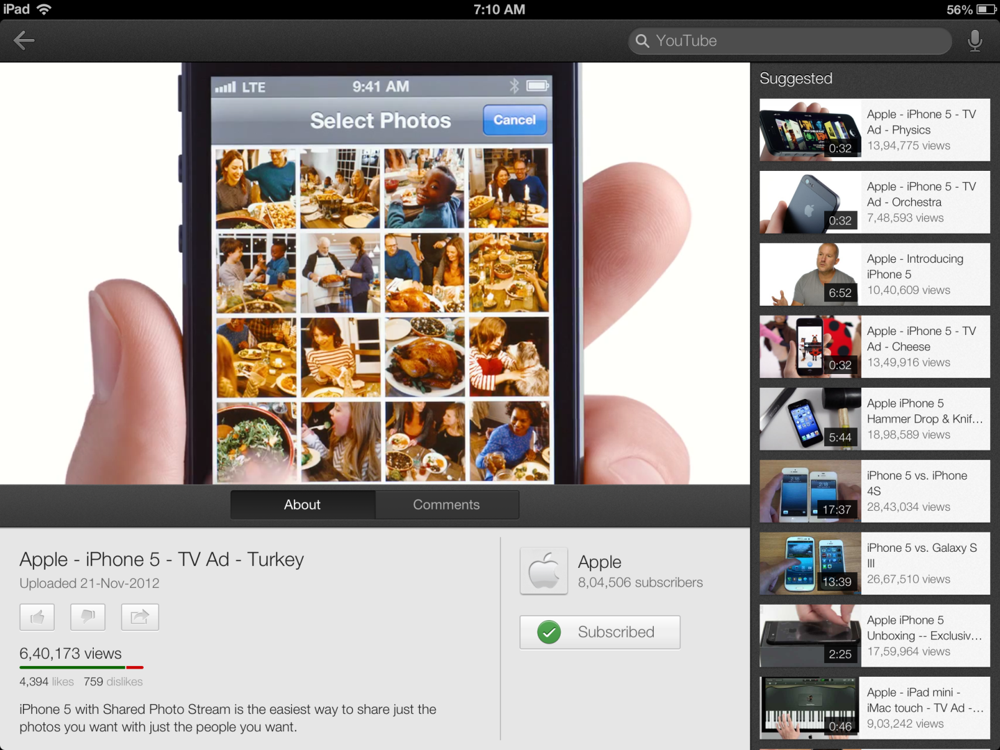 iPad
7:10 AM
56%
YouTube
LTE
9:41 AM
Select Photos
Cancel
About
Comments
Apple - iPhone 5 - TV Ad - Turkey
Uploaded 21-Nov-2012
6,40,173 views
4,394 likes 759 dislikes
iPhone 5 with Shared Photo Stream is the easiest way to share just the
photos you want with just the people you want.
Apple
8,04,506 subscribers
Subscribed
Suggested
Apple - iPhone 5 - TV
Ad - Physics
13,94,775 views
0:32
Apple - iPhone 5 - TV
Ad - Orchestra
7,48,593 views
0:32
Apple - Introducing
iPhone 5
10,40,609 views
6:52
Apple - iPhone 5 - TV
Ad - Cheese
13,49,916 views
0:32
Apple iPhone 5
Hammer Drop & Knif...
18,98,589 views
5:44
iPhone 5 vs. iPhone
4S
28,43,034 views
17:37
iPhone 5 vs. Galaxy S
III
26,67,510 views
13:39
Apple iPhone 5
Unboxing -- Exclusiv...
17,59,964 views
2:25
Apple - iPad mini -
iMac touch - TV Ad -...
9,03,242 views
0:46